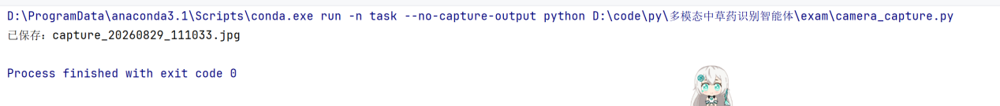 D:\ProgramData\anaconda3.1\Scripts\conda.exe run -n task --no-capture-output python D:\code\py\多模态中草药识别智能体\exam\camera_capture.py
已保存：capture_20260829_111033.jpg
Process finished with exit code 0